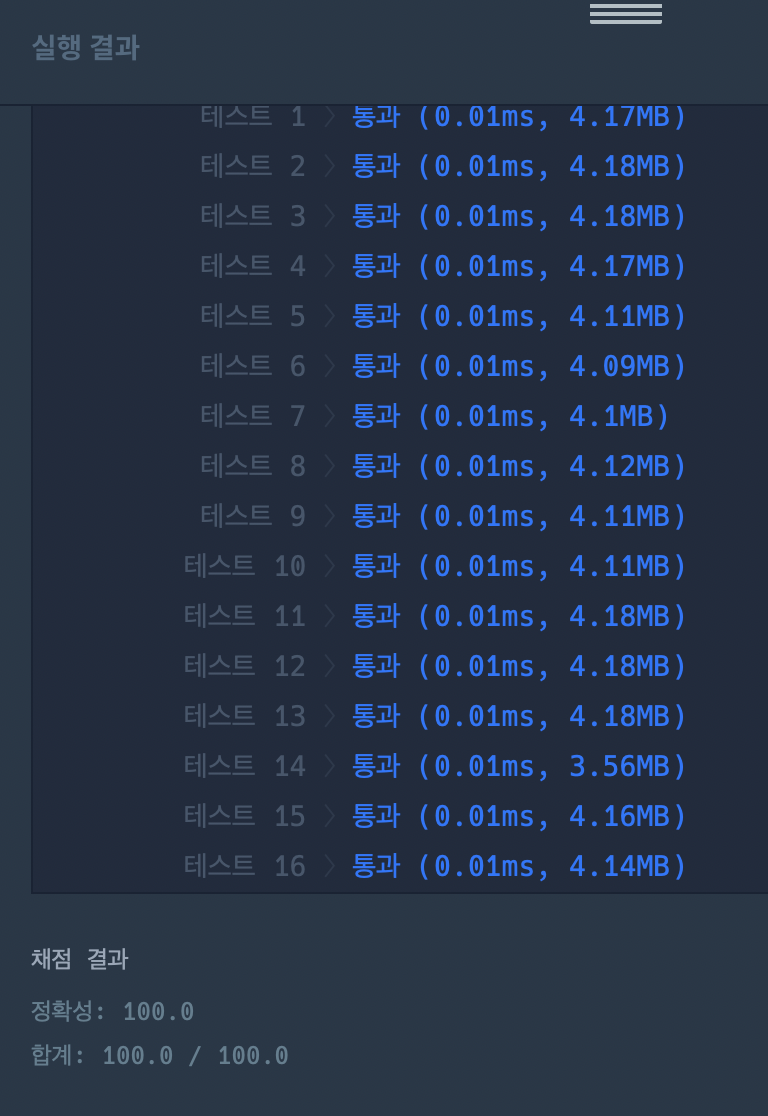 실행 결과
테스트 1 〉 통과 (0.01ms, 4.17MB)
테스트 2 〉 통과 (0.01ms, 4.18MB)
테스트 3 〉 통과 (0.01ms, 4.18MB)
테스트 4 〉 통과 (0.01ms, 4.17MB)
테스트 5 〉 통과 (0.01ms, 4.11MB)
테스트 6 〉 통과 (0.01ms, 4.09MB)
테스트 7 〉 통과 (0.01ms, 4.1MB)
테스트 8 〉 통과 (0.01ms, 4.12MB)
테스트 9 〉 통과 (0.01ms, 4.11MB)
테스트 10 〉 통과 (0.01ms, 4.11MB)
테스트 11 〉 통과 (0.01ms, 4.18MB)
테스트 12 〉 통과 (0.01ms, 4.18MB)
테스트 13 〉 통과 (0.01ms, 4.18MB)
테스트 14 〉 통과 (0.01ms, 3.56MB)
테스트 15 〉 통과 (0.01ms, 4.16MB)
테스트 16 〉 통과 (0.01ms, 4.14MB)
채점 결과
정확성: 100.0
합계: 100.0 / 100.0